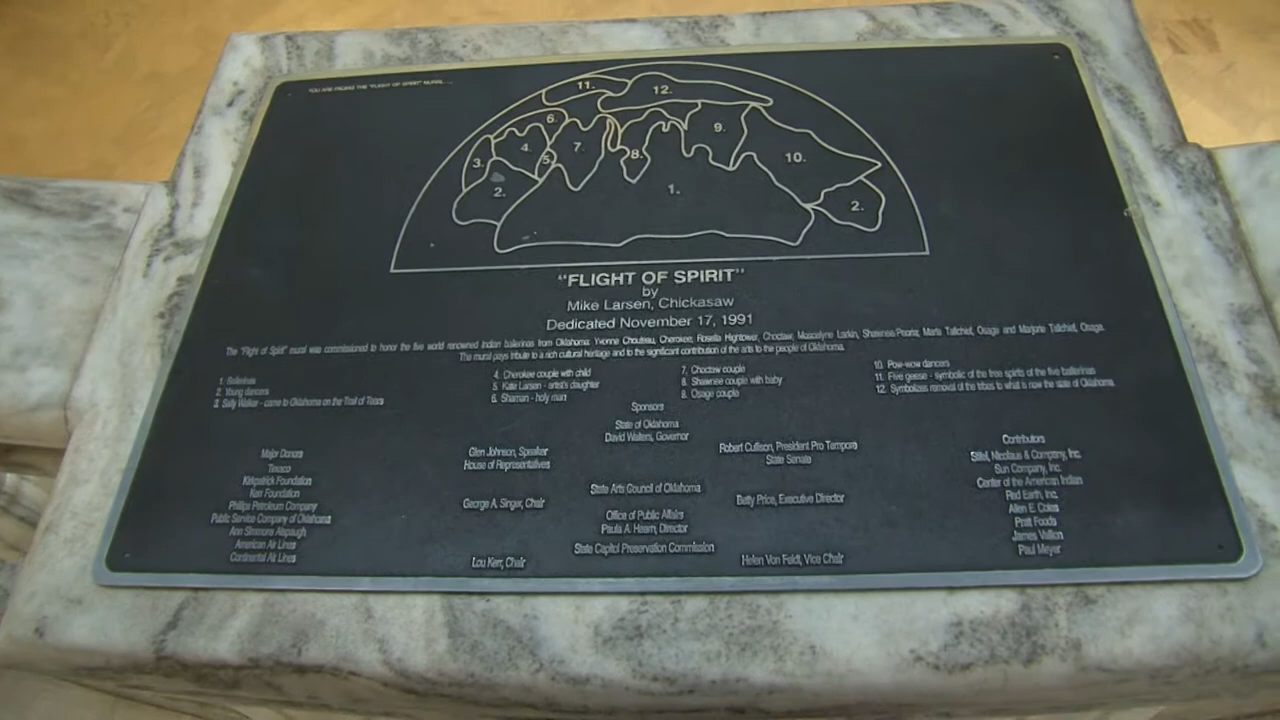 YOU ARE FACING THE "FLIGHT OF SPIRIT" MURAL ...
11.
12.
6.
9.
3.
4.
5.
7.
8.
10.
2.
1.
2.
"FLIGHT OF SPIRIT"
by
Mike Larsen, Chickasaw
Dedicated November 17, 1991
The "Flight of Spirit" mural was commissioned to honor the five world renowned Indian ballerinas from Oklahoma: Yvonne Chouteau, Cherokee, Rosella Hightower, Choctaw, Moscelyne Larkin, Shawnee-Peoria, Maria Tallchief, Osage and Marjorie Tallchief, Osage.
The mural pays tribute to a rich cultural heritage and to the significant contribution of the arts to the people of Oklahoma.
1. Ballerinas
2. Young dancers
3. Sally Walker - came to Oklahoma on the Trail of Tears
4. Cherokee couple with child
5. Kate Larsen - artist's daughter
6. Shaman - holy man
7. Choctaw couple
8. Shawnee couple with baby
9. Osage couple
10. Pow-wow dancers
11. Five geese - symbolic of the free spirits of the five ballerinas
12. Symbolizes removal of the tribes to what is now the state of Oklahoma
Sponsors
State of Oklahoma
David Walters, Governor
Glen Johnson, Speaker
House of Representatives
Robert Cullison, President Pro Tempore
State Senate
State Arts Council of Oklahoma
George A. Singer, Chair
Betty Price, Executive Director
Office of Public Affairs
Paula A. Hearn, Director
State Capitol Preservation Commission
Lou Kerr, Chair
Helen Von Feldt, Vice Chair
Major Donors
Texaco
Kirkpatrick Foundation
Kerr Foundation
Phillips Petroleum Company
Public Service Company of Oklahoma
Ann Simmons Alspaugh
American Air Lines
Continental Air Lines
Contributors
Stifel, Nicolaus & Company, Inc.
Sun Company, Inc.
Center of the American Indian
Red Earth, Inc.
Allen E. Coles
Pratt Foods
James Vallion
Paul Meyer